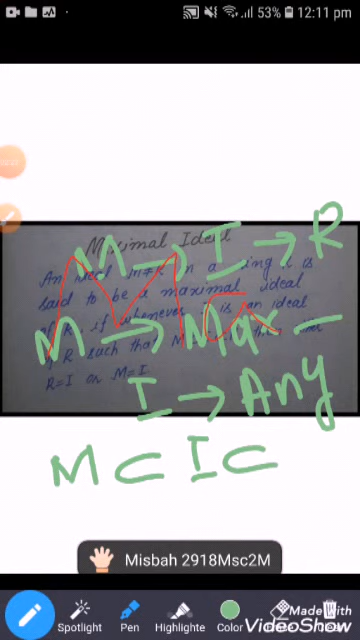 53% 12:11 pm
Maximal Ideal
M → I → R
An ideal M≠R in a ring R is
said to be a maximal ideal
of R if whenever I is an ideal
M → Max –
of R such that
R=I or M=I
I → Any
M ⊂ I ⊂
Misbah 2918Msc2M
Spotlight Pen Highlighte Color
Made With
VideoShow